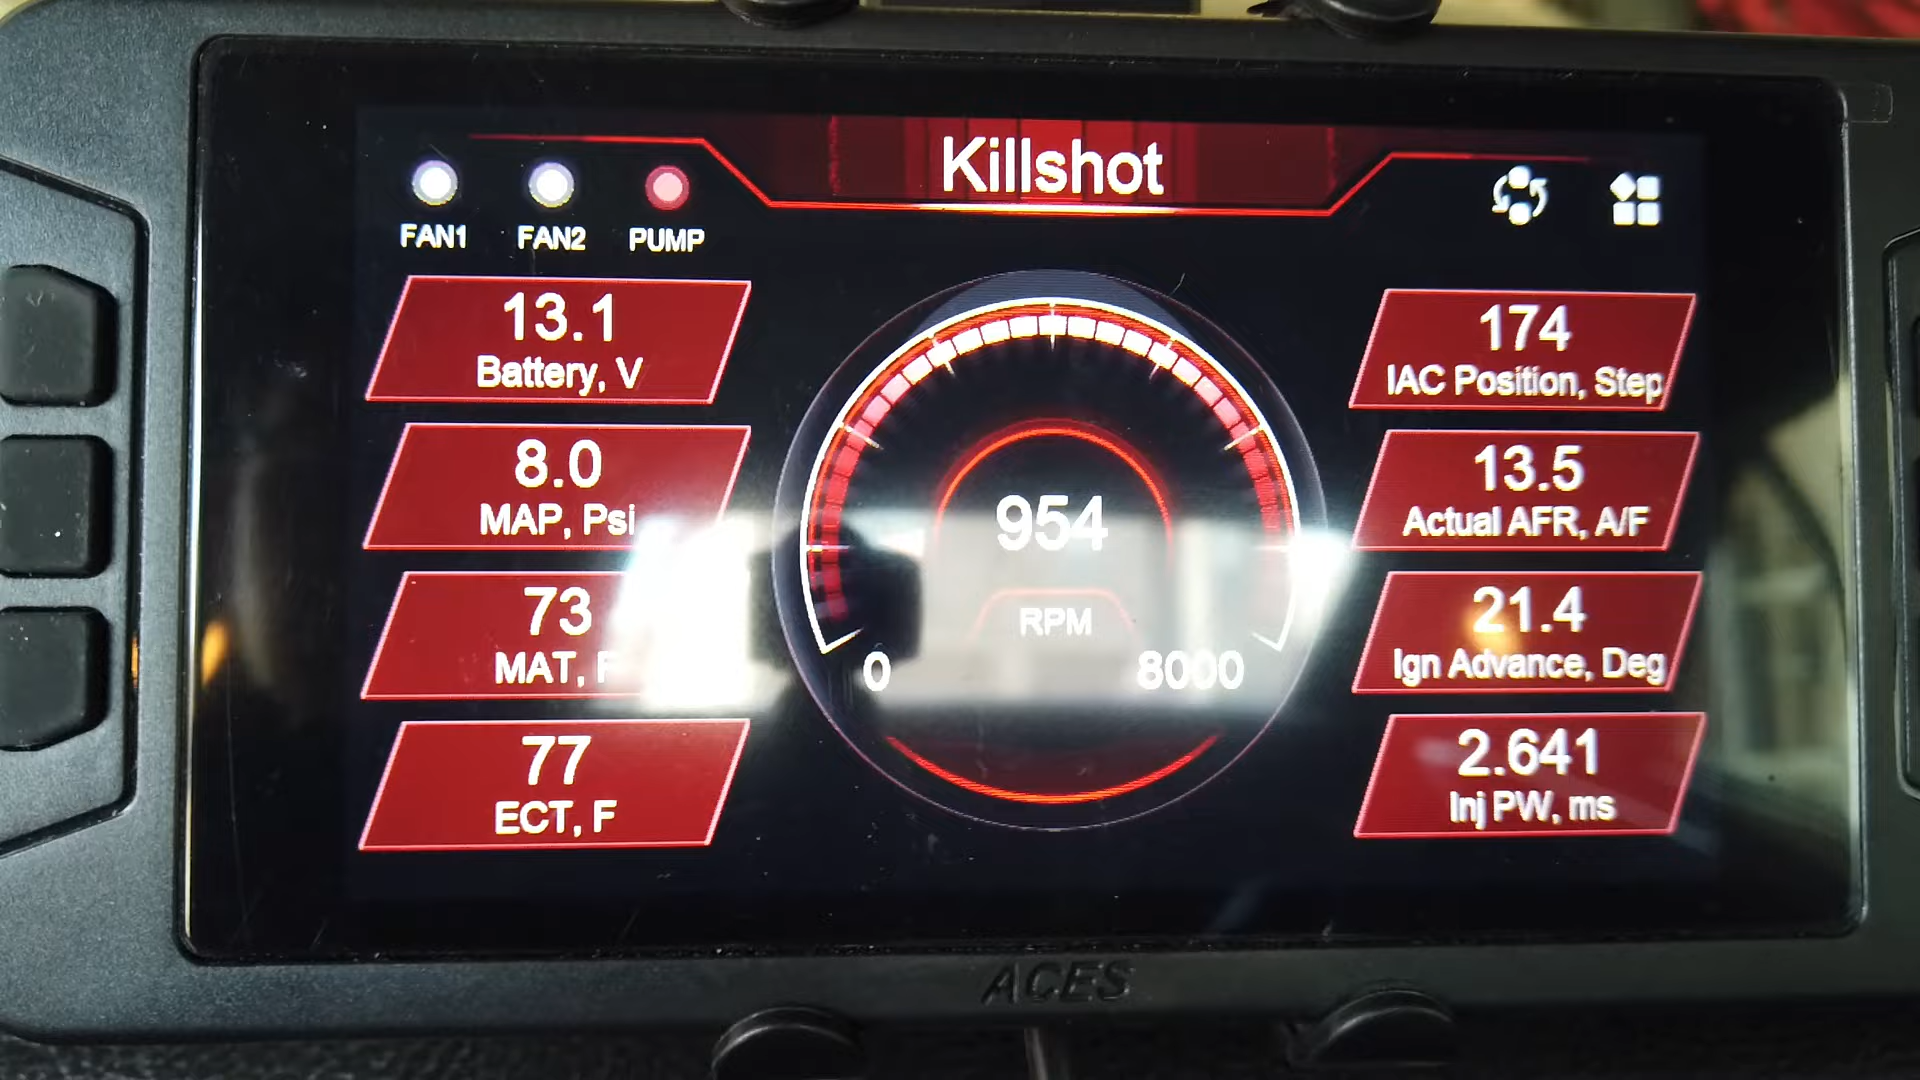 Killshot
FAN1 FAN2 PUMP
13.1
Battery, V
8.0
MAP, Psi
73
MAT, F
77
ECT, F
954
RPM
0 8000
174
IAC Position, Step
13.5
Actual AFR, A/F
21.4
Ign Advance, Deg
2.641
Inj PW, ms
ACES